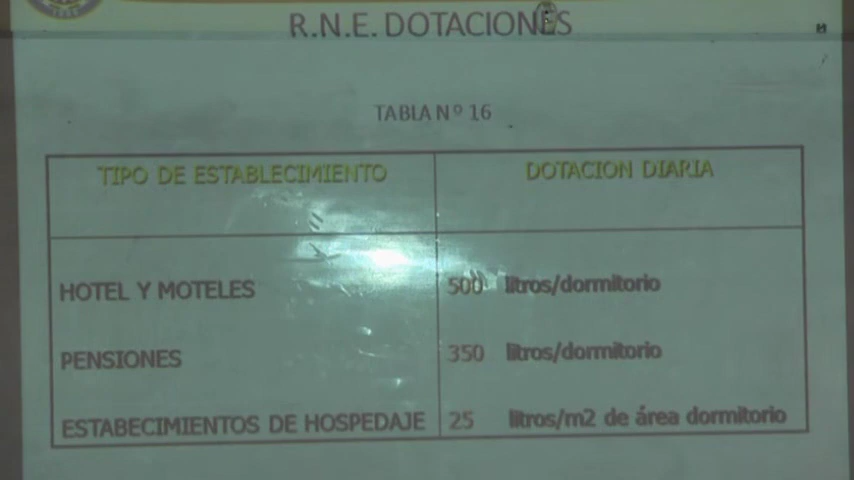 R.N.E. DOTACIONES
TABLA Nº 16
TIPO DE ESTABLECIMIENTO DOTACION DIARIA
HOTEL Y MOTELES 500 litros/dormitorio
PENSIONES 350 litros/dormitorio
ESTABECIMIENTOS DE HOSPEDAJE 25 litros/m2 de área dormitorio